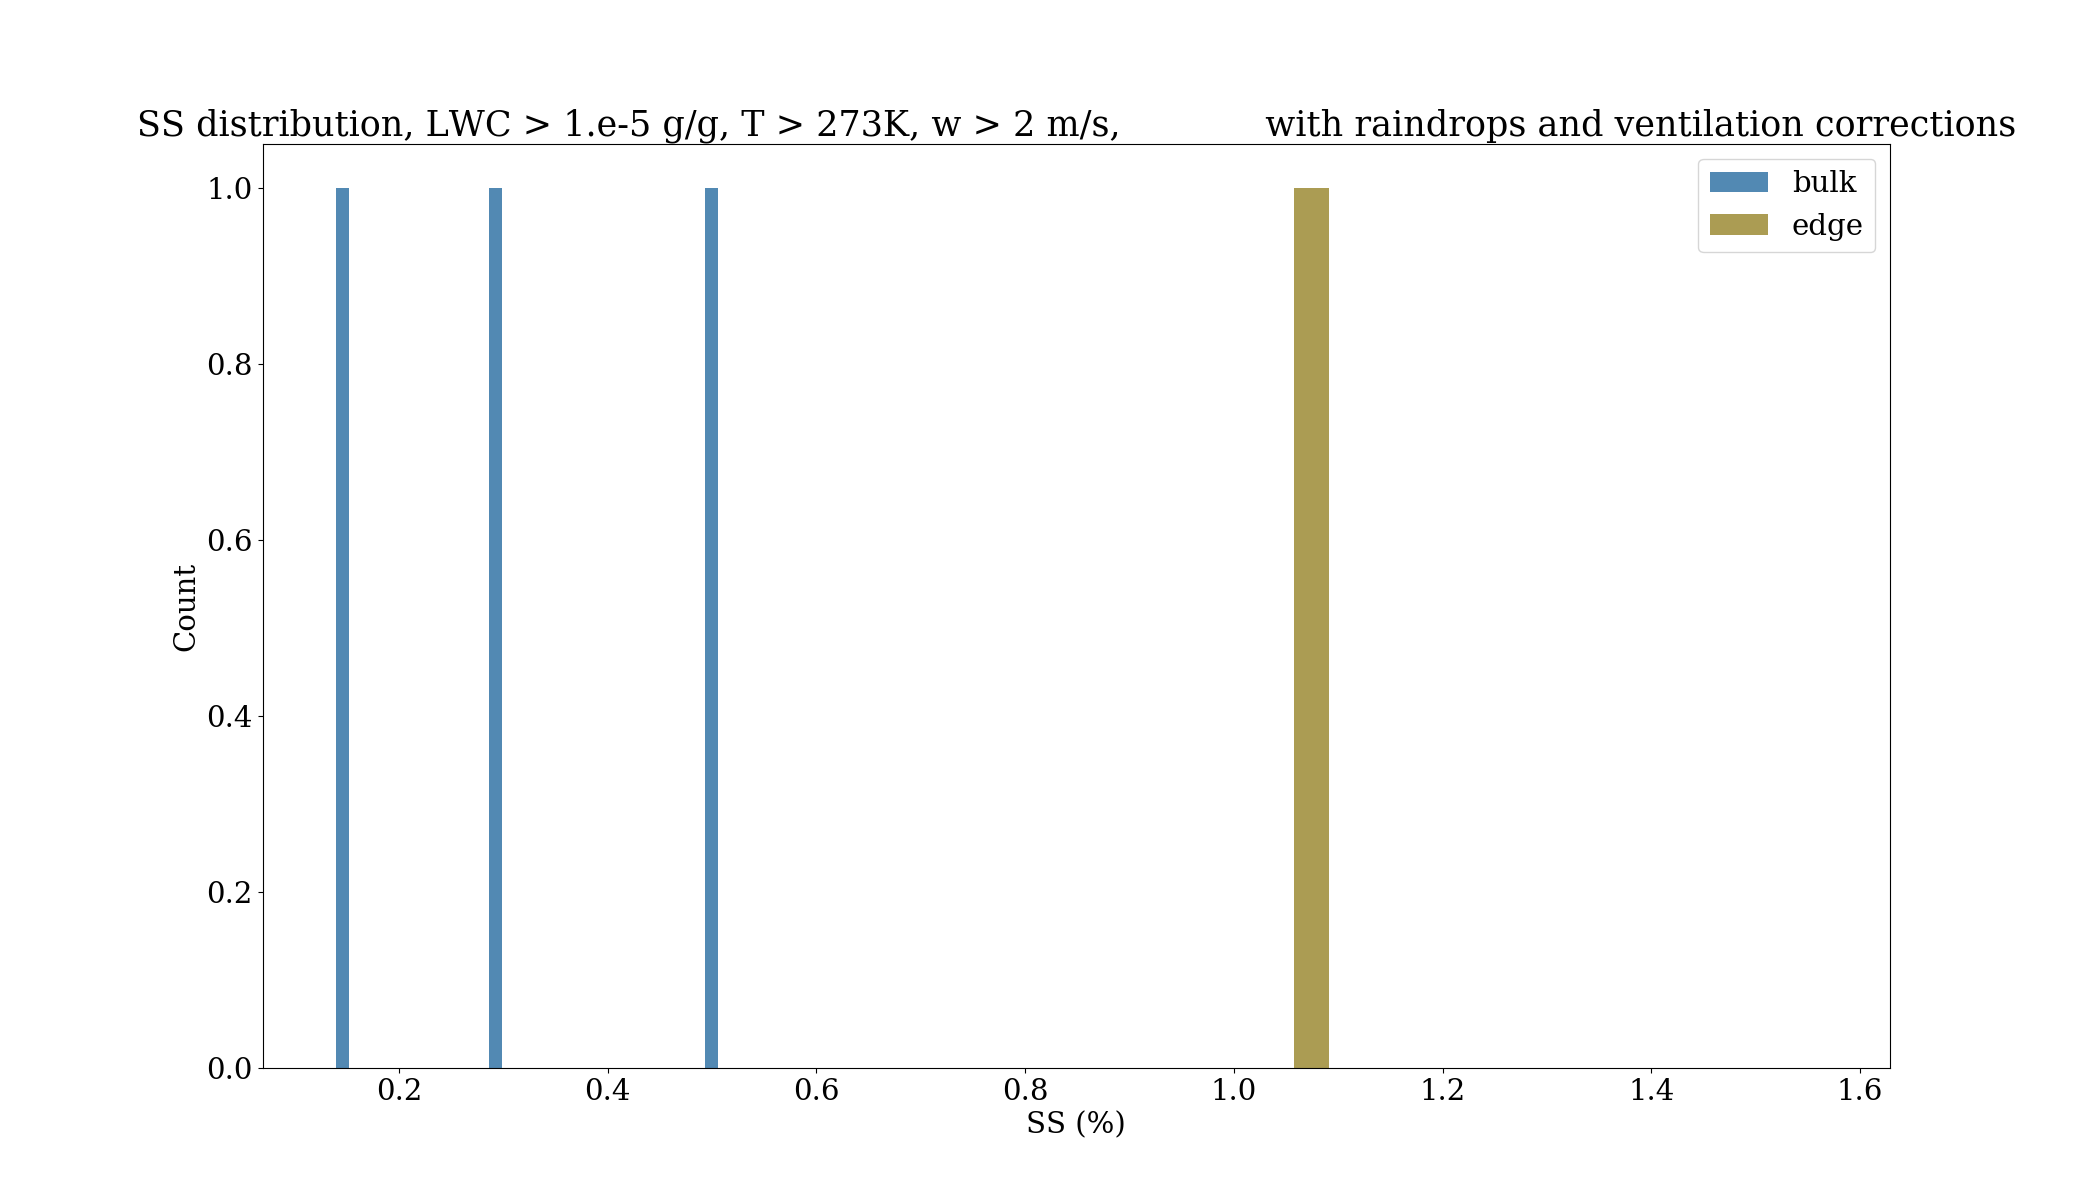 SS distribution, LWC > 1.e-5 g/g, T > 273K, w > 2 m/s, with raindrops and ventilation corrections
bulk
edge
1.0
0.8
0.6
0.4
0.2
0.0
Count
0.2 0.4 0.6 0.8 1.0 1.2 1.4 1.6
SS (%)